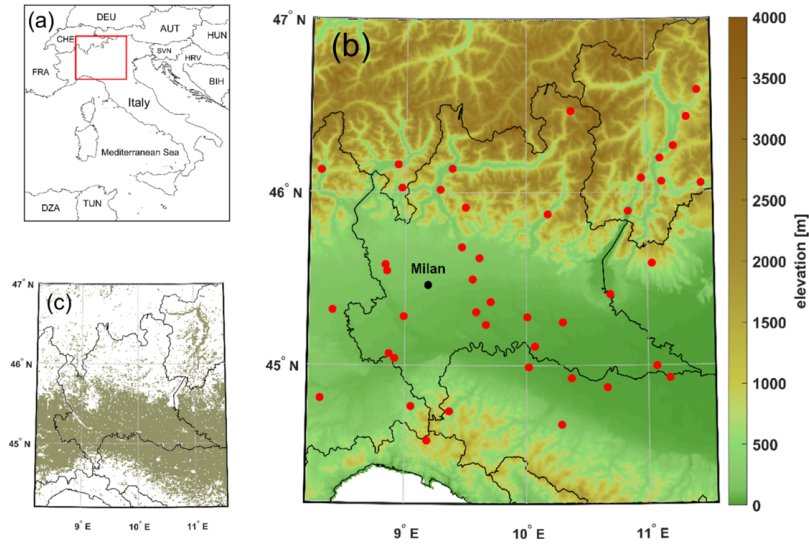 (a)
DEU
AUT
HUN
CHE
SVN
HRV
FRA
BIH
Italy
Mediterranean Sea
DZA
TUN
(b)
47°N
46°N
45°N
Milan
9°E
10°E
11°E
4000
3500
3000
2500
2000
1500
1000
500
0
elevation [m]
(c)
47°N
46°N
45°N
9°E
10°E
11°E